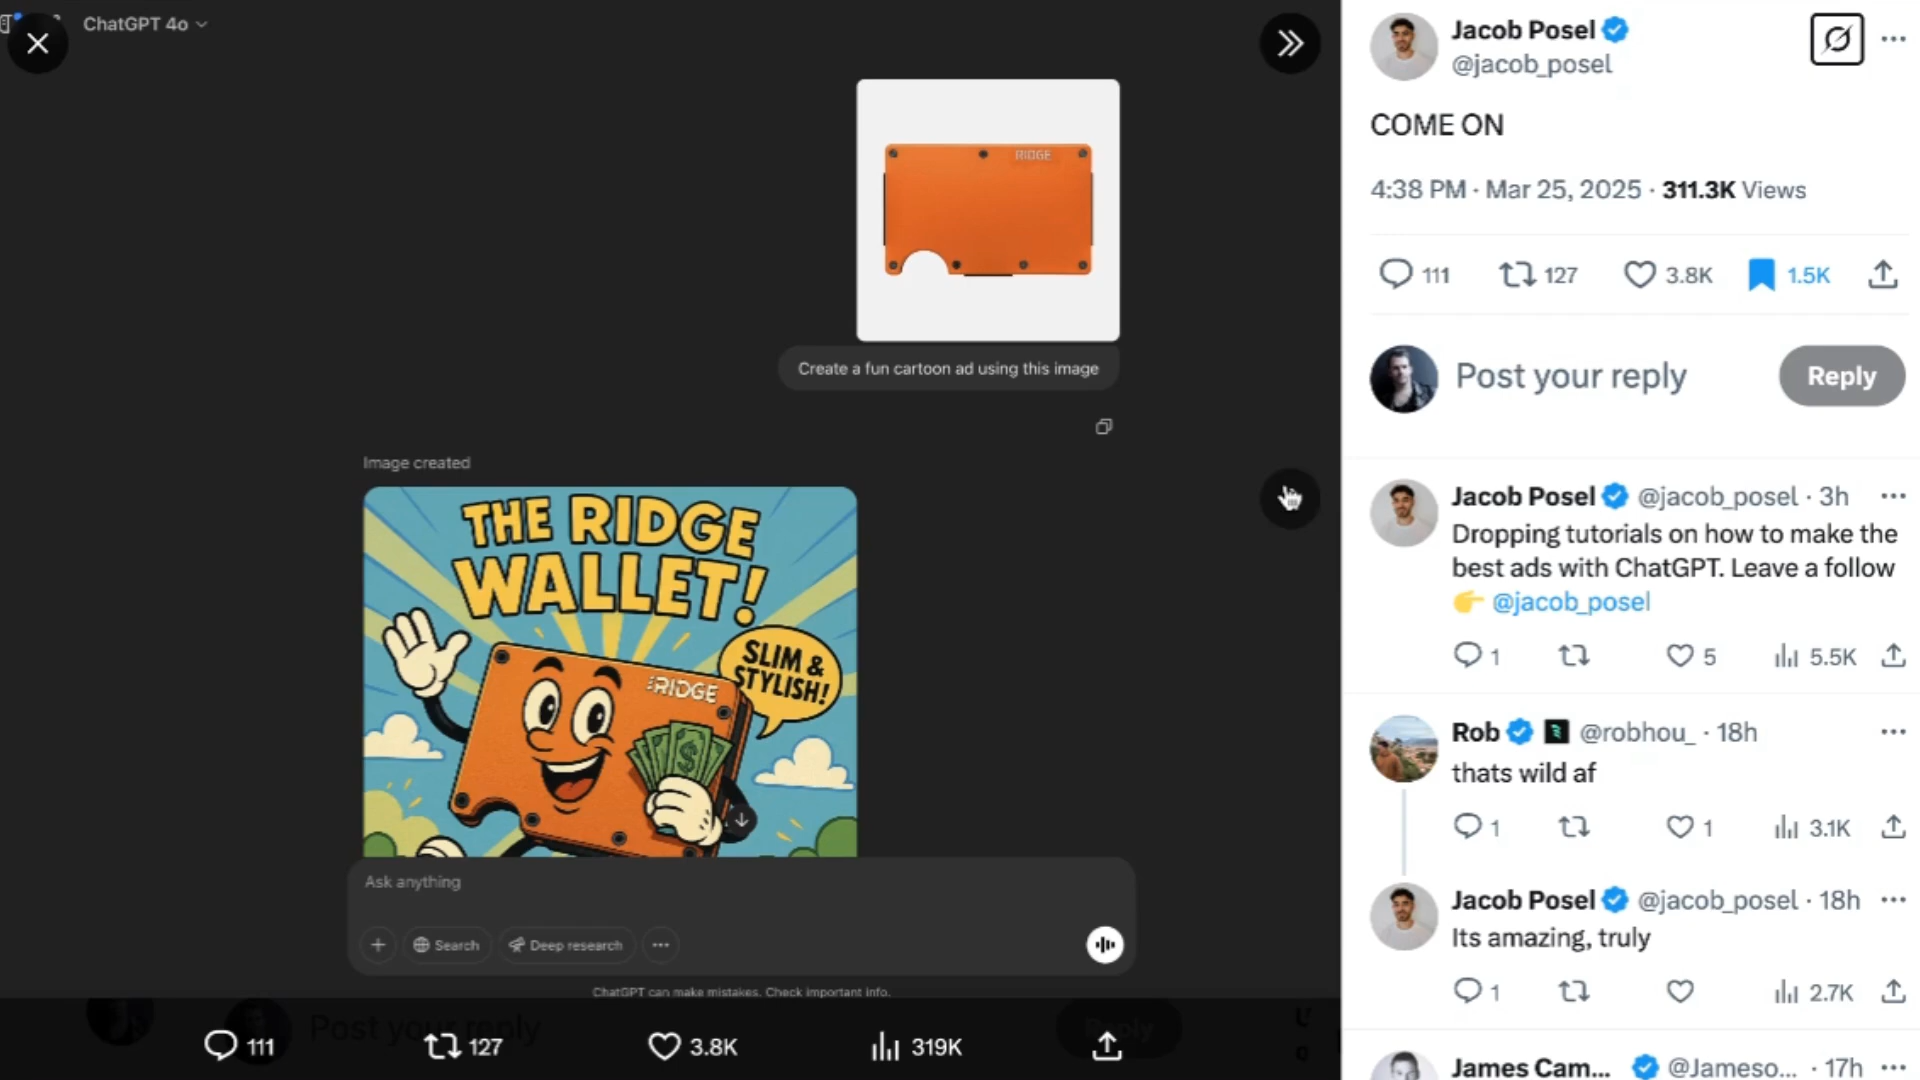 ChatGPT 4o
RIDGE
Create a fun cartoon ad using this image
Image created
THE RIDGE
WALLET!
SLIM &
STYLISH!
RIDGE
Ask anything
Search
Deep research
ChatGPT can make mistakes. Check important info.
Post your reply
Reply
111
127
3.8K
319K
Jacob Posel
@jacob_posel
COME ON
4:38 PM · Mar 25, 2025 · 311.3K Views
111
127
3.8K
1.5K
Post your reply
Reply
Jacob Posel @jacob_posel · 3h
Dropping tutorials on how to make the
best ads with ChatGPT. Leave a follow
👉 @jacob_posel
1
5
5.5K
Rob @robhou_ · 18h
thats wild af
1
1
3.1K
Jacob Posel @jacob_posel · 18h
Its amazing, truly
1
2.7K
James Cam... @Jameso... · 17h